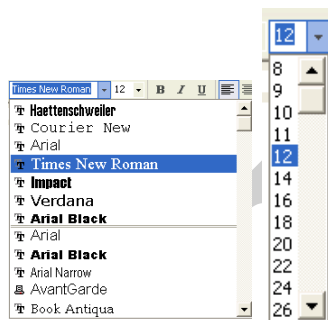 Times New Roman 12 B I U
Haettenschweiler
Courier New
Arial
Times New Roman
Impact
Verdana
Arial Black
Arial
Arial Black
Arial Narrow
AvantGarde
Book Antiqua
12
8
9
10
11
12
14
16
18
20
22
24
26